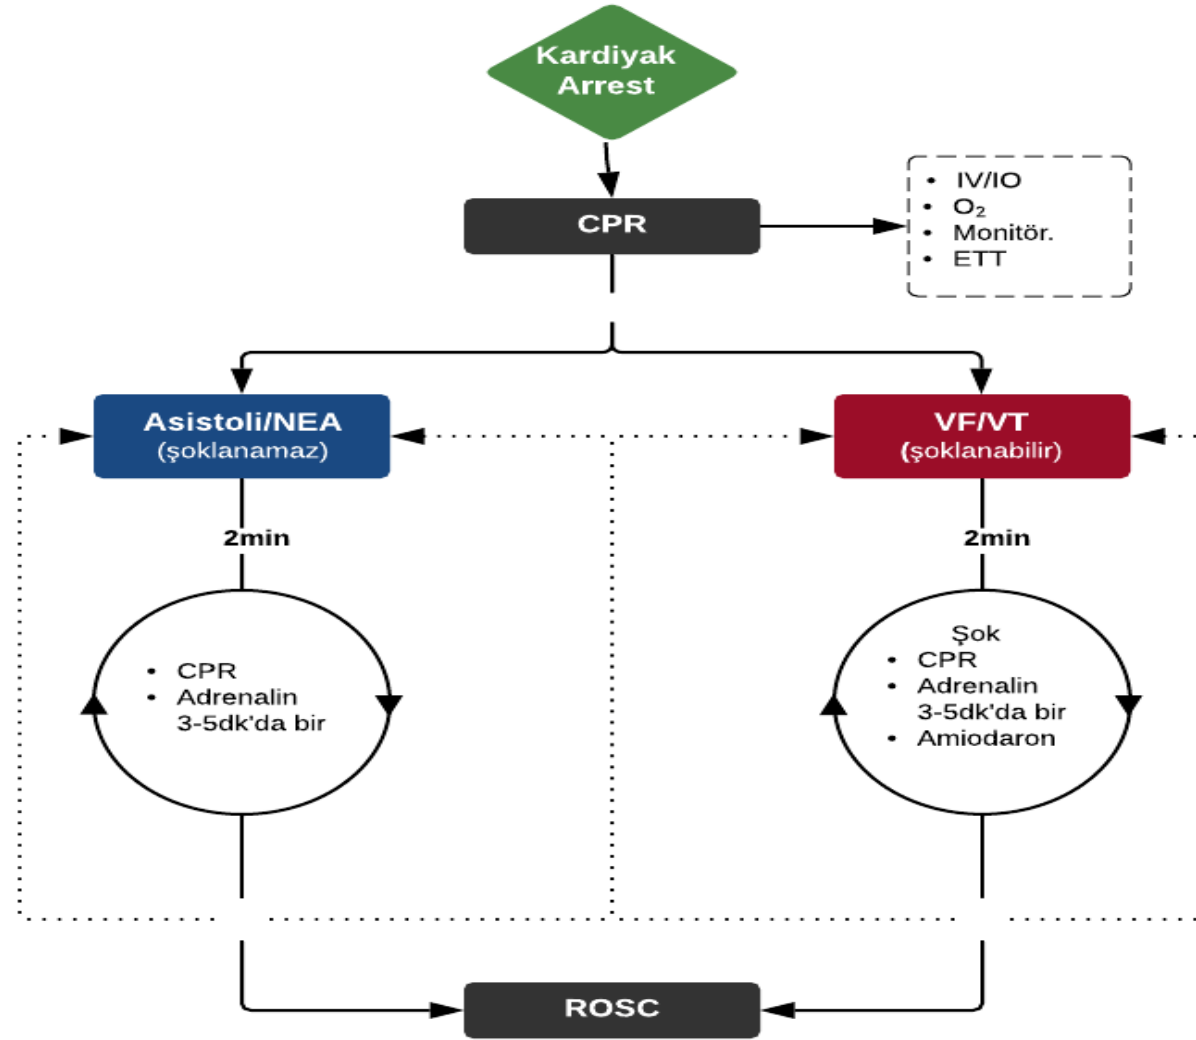 Kardiyak
Arrest
CPR
• IV/IO
• O₂
• Monitör.
• ETT
Asistoli/NEA
(şoklanamaz)
VF/VT
(şoklanabilir)
2min
2min
• CPR
• Adrenalin
3-5dk'da bir
Şok
• CPR
• Adrenalin
3-5dk'da bir
• Amiodaron
ROSC